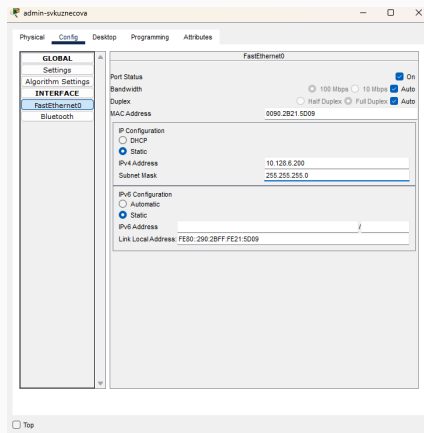 admin-svkuznecova
Physical Config Desktop Programming Attributes
GLOBAL
Settings
Algorithm Settings
INTERFACE
FastEthernet0
Bluetooth
FastEthernet0
Port Status On
Bandwidth 100 Mbps 10 Mbps Auto
Duplex Half Duplex Full Duplex Auto
MAC Address 0090.2B21.5D09
IP Configuration
DHCP
Static
IPv4 Address 10.128.6.200
Subnet Mask 255.255.255.0
IPv6 Configuration
Automatic
Static
IPv6 Address /
Link Local Address: FE80::290:2BFF:FE21:5D09
Top